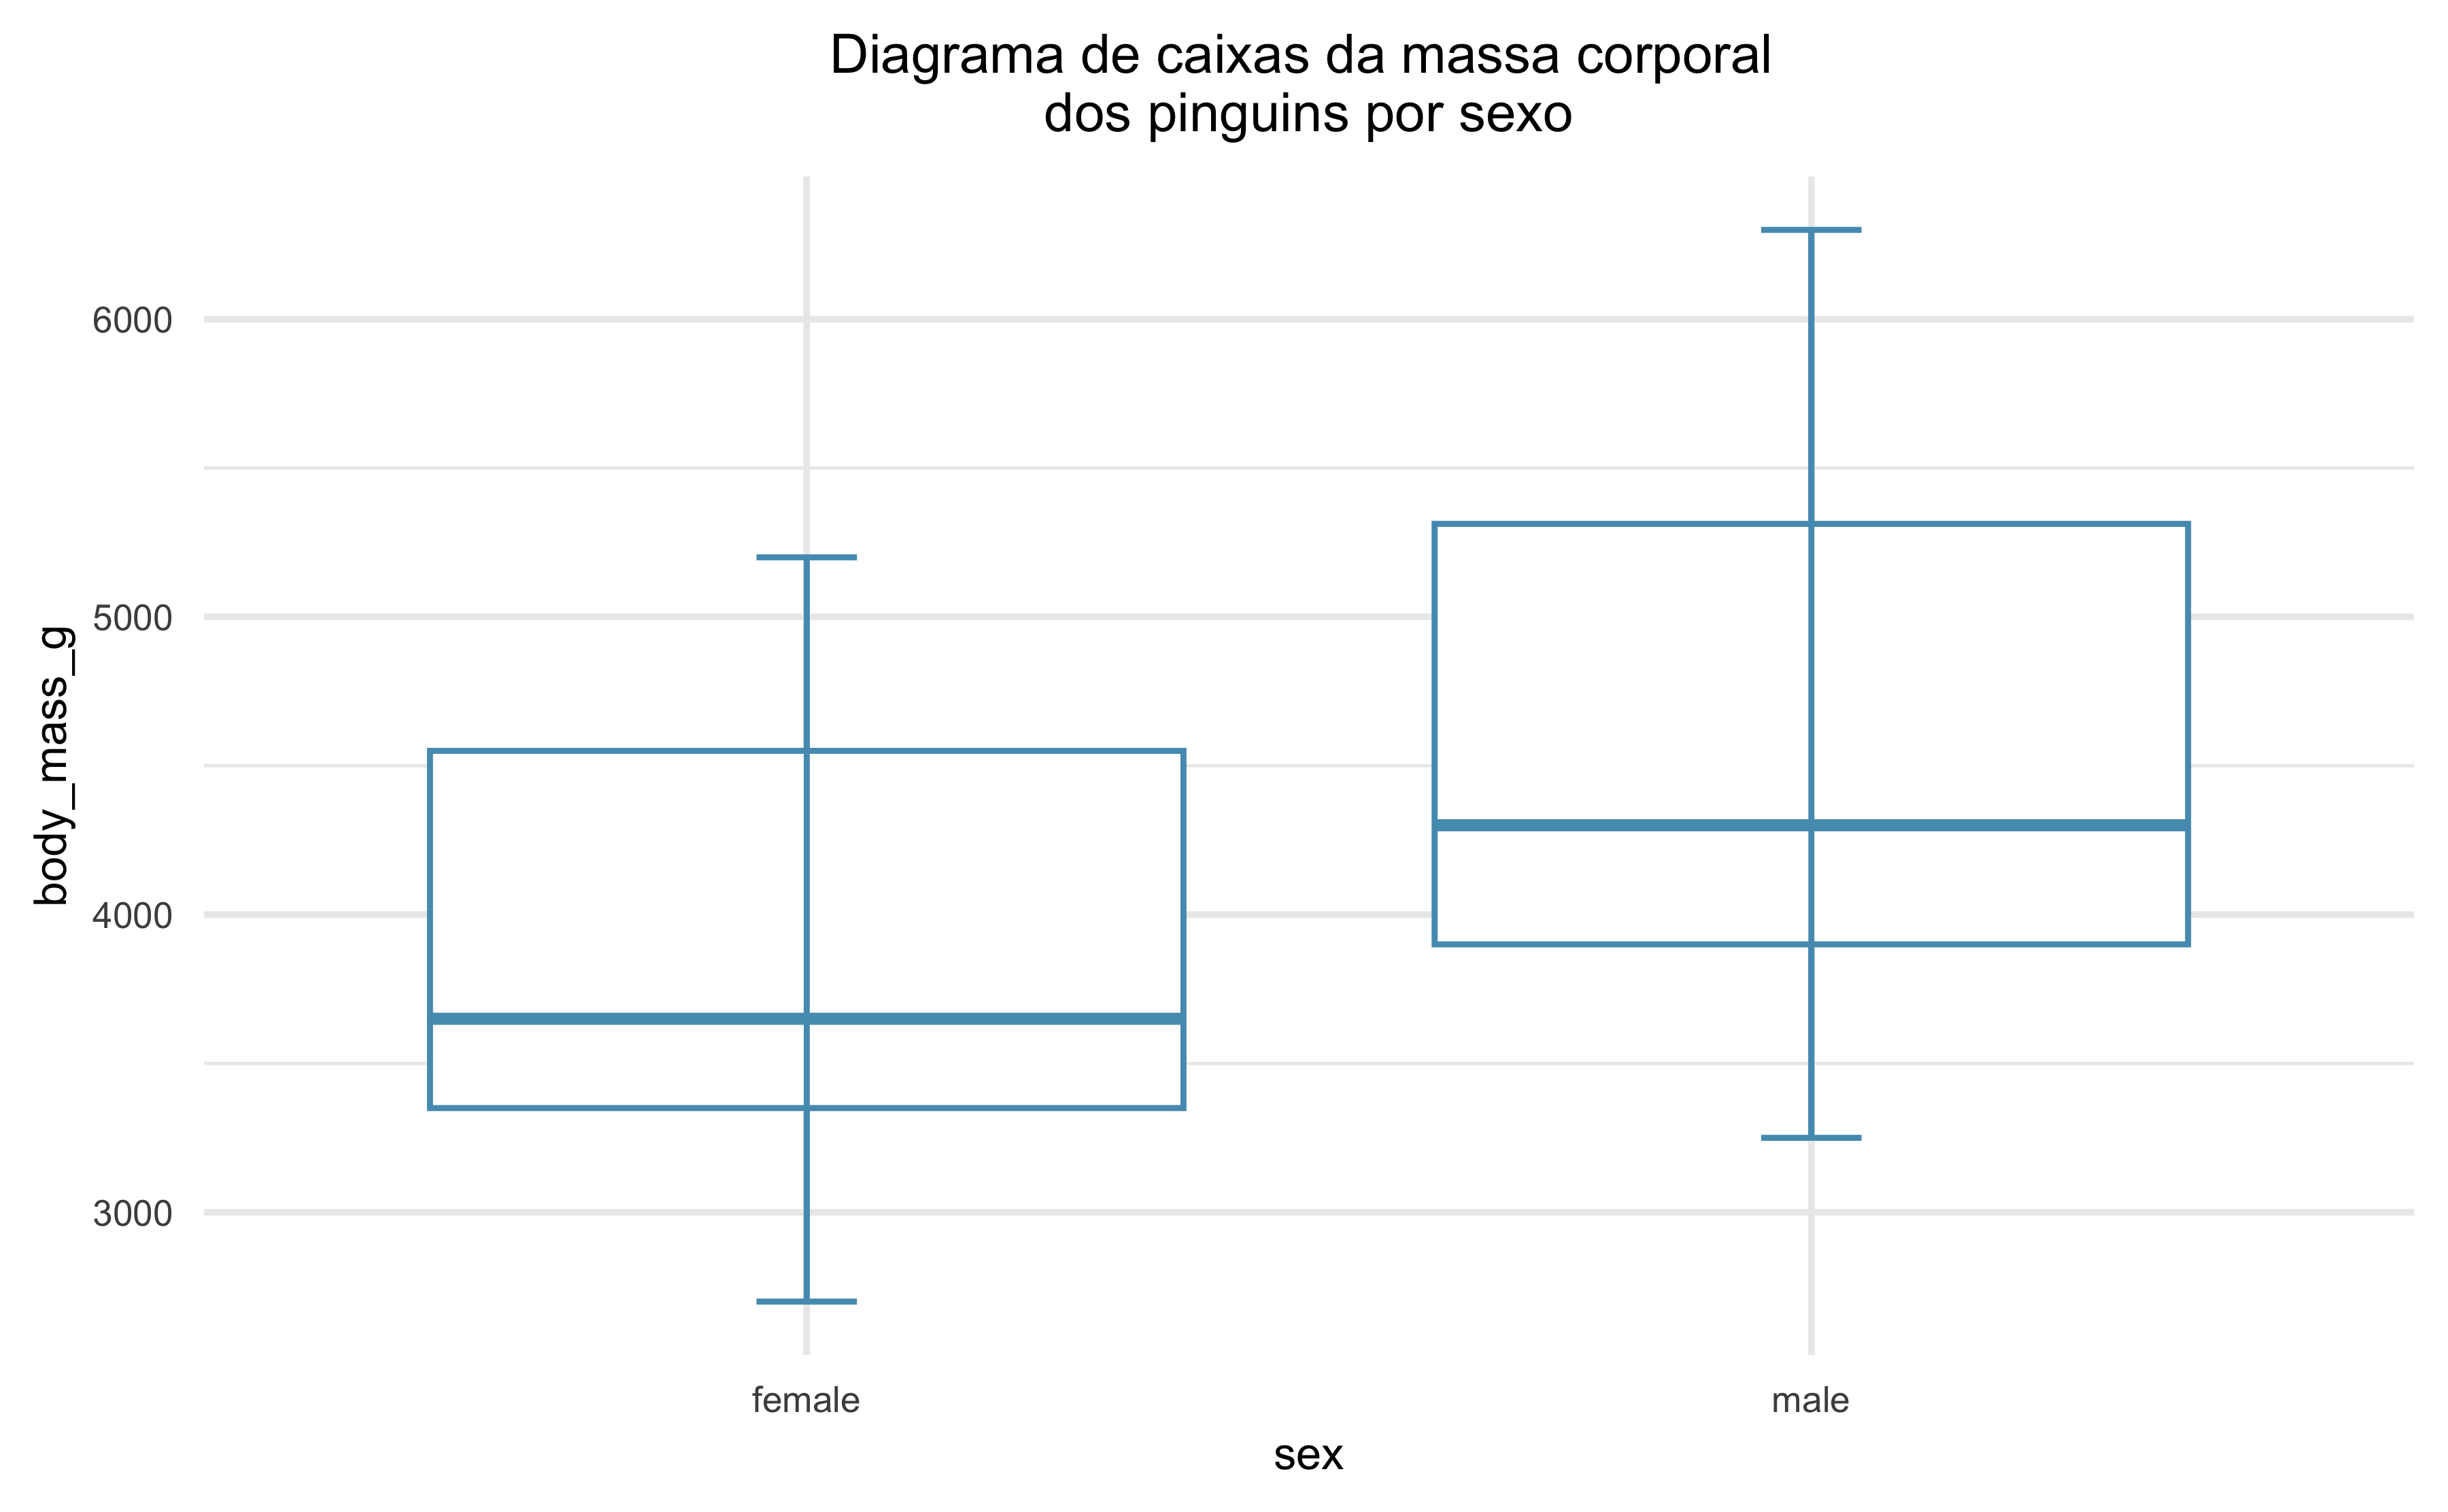 Diagrama de caixas da massa corporal
dos pinguins por sexo
body_mass_g
6000
5000
4000
3000
female
male
sex